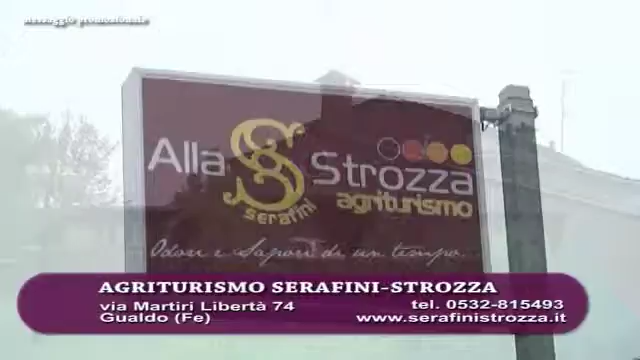 messaggio promozionale
Alla S Strozza
serafini
agriturismo
Odori e Sapori di un tempo.
AGRITURISMO SERAFINI-STROZZA
via Martiri Libertà 74
tel. 0532-815493
Gualdo (Fe)
www.serafinistrozza.it